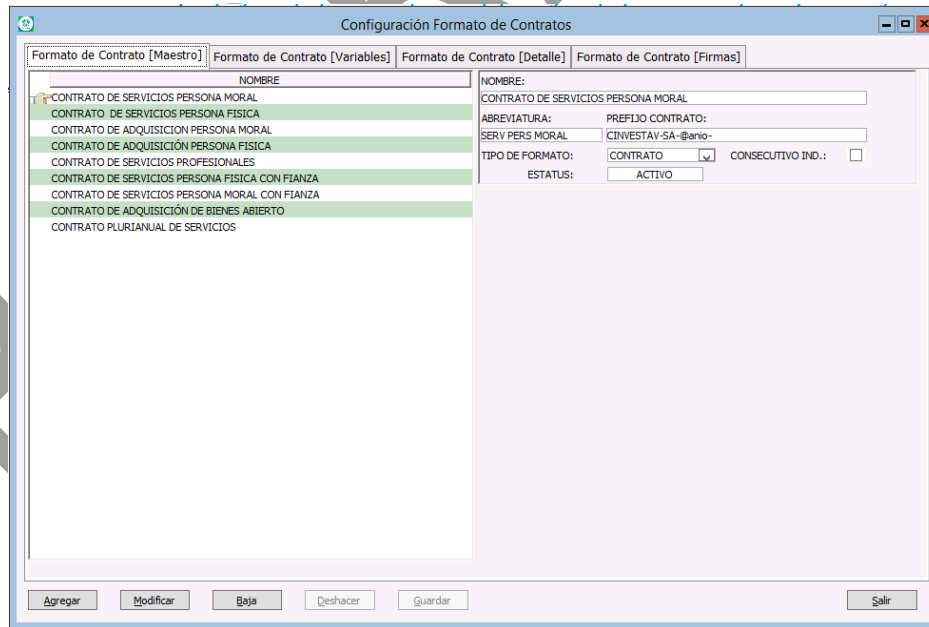 Configuración Formato de Contratos
Formato de Contrato [Maestro] Formato de Contrato [Variables] Formato de Contrato [Detalle] Formato de Contrato [Firmas]
NOMBRE
CONTRATO DE SERVICIOS PERSONA MORAL
CONTRATO DE SERVICIOS PERSONA FISICA
CONTRATO DE ADQUISICION PERSONA MORAL
CONTRATO DE ADQUISICIÓN PERSONA FISICA
CONTRATO DE SERVICIOS PROFESIONALES
CONTRATO DE SERVICIOS PERSONA FISICA CON FIANZA
CONTRATO DE SERVICIOS PERSONA MORAL CON FIANZA
CONTRATO DE ADQUISICIÓN DE BIENES ABIERTO
CONTRATO PLURIANUAL DE SERVICIOS
NOMBRE:
CONTRATO DE SERVICIOS PERSONA MORAL
ABREVIATURA: PREFIJO CONTRATO:
SERV PERS MORAL CINVESTAV-SA-@anio-
TIPO DE FORMATO: CONTRATO CONSECUTIVO IND.:
ESTATUS: ACTIVO
Agregar Modificar Baja Deshacer Guardar Salir